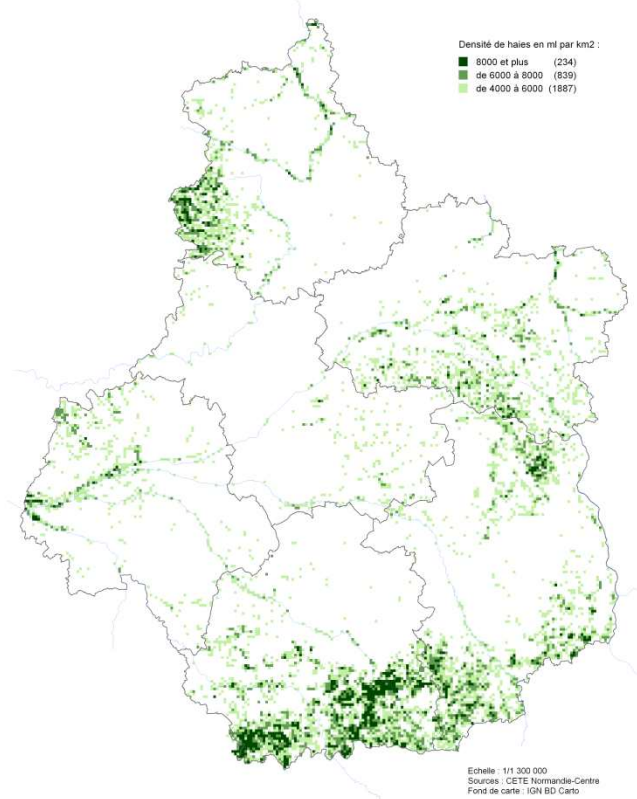 Densité de haies en ml par km2 :
8000 et plus (234)
de 6000 à 8000 (839)
de 4000 à 6000 (1887)
Echelle : 1/1 300 000
Sources : CETE Normandie-Centre
Fond de carte : IGN BD Carto